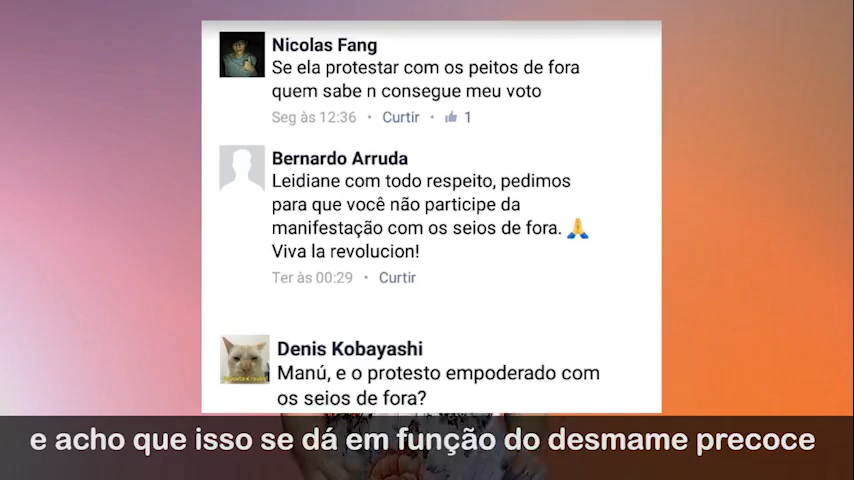 Nicolas Fang
Se ela protestar com os peitos de fora
quem sabe n consegue meu voto
Seg às 12:36 • Curtir • 1
Bernardo Arruda
Leidiane com todo respeito, pedimos
para que você não participe da
manifestação com os seios de fora. 🙏
Viva la revolucion!
Ter às 00:29 • Curtir
Denis Kobayashi
Manú, e o protesto empoderado com
os seios de fora?
e acho que isso se dá em função do desmame precoce